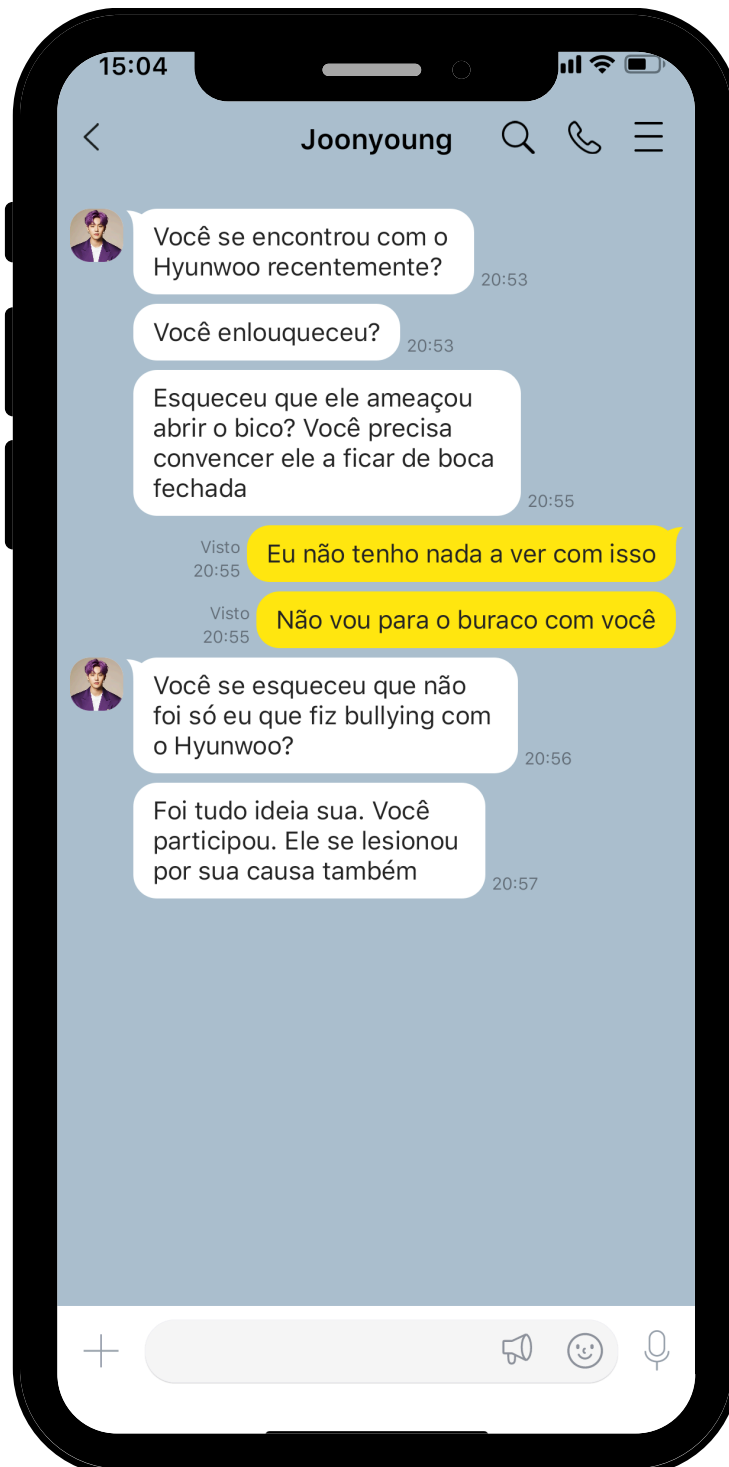 15:04
Joonyoung
Você se encontrou com o
Hyunwoo recentemente?
20:53
Você enlouqueceu?
20:53
Esqueceu que ele ameaçou
abrir o bico? Você precisa
convencer ele a ficar de boca
fechada
20:55
Visto
20:55
Eu não tenho nada a ver com isso
Visto
20:55
Não vou para o buraco com você
Você se esqueceu que não
foi só eu que fiz bullying com
o Hyunwoo?
20:56
Foi tudo ideia sua. Você
participou. Ele se lesionou
por sua causa também
20:57